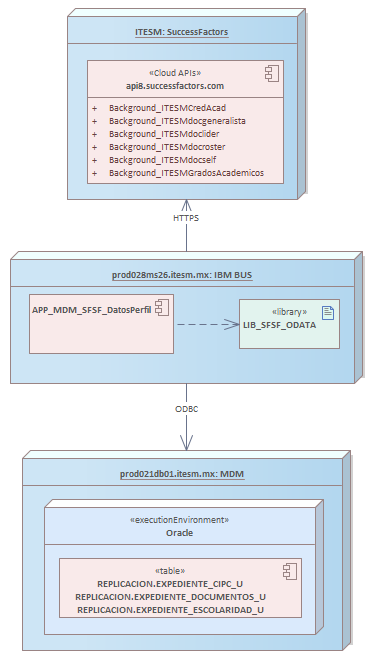 ITESM: SuccessFactors
«Cloud APIs»
api8.successfactors.com
+ Background_ITESMCredAcad
+ Background_ITESMdocgeneralista
+ Background_ITESMdoclider
+ Background_ITESMdocroster
+ Background_ITESMdocself
+ Background_ITESMGradosAcademicos
HTTPS
prod028ms26.itesm.mx: IBM BUS
APP_MDM_SFSF_DatosPerfil
«library»
LIB_SFSF_ODATA
ODBC
prod021db01.itesm.mx: MDM
«executionEnvironment»
Oracle
«table»
REPLICACION.EXPEDIENTE_CIPC_U
REPLICACION.EXPEDIENTE_DOCUMENTOS_U
REPLICACION.EXPEDIENTE_ESCOLARIDAD_U